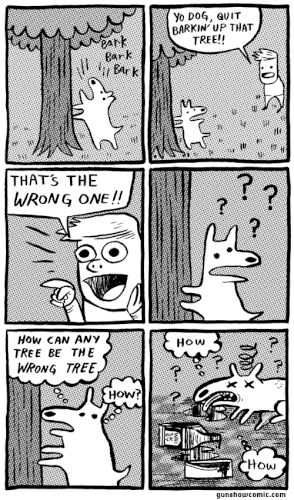 Bark
Bark
Bark
YO DOG, QUIT
BARKIN' UP THAT
TREE!!
THAT'S THE
WRONG ONE!!
?
?
?
?
HOW CAN ANY
TREE BE THE
WRONG TREE
HOW?
HOW
?
?
?
?
HOW
gunshowcomic.com